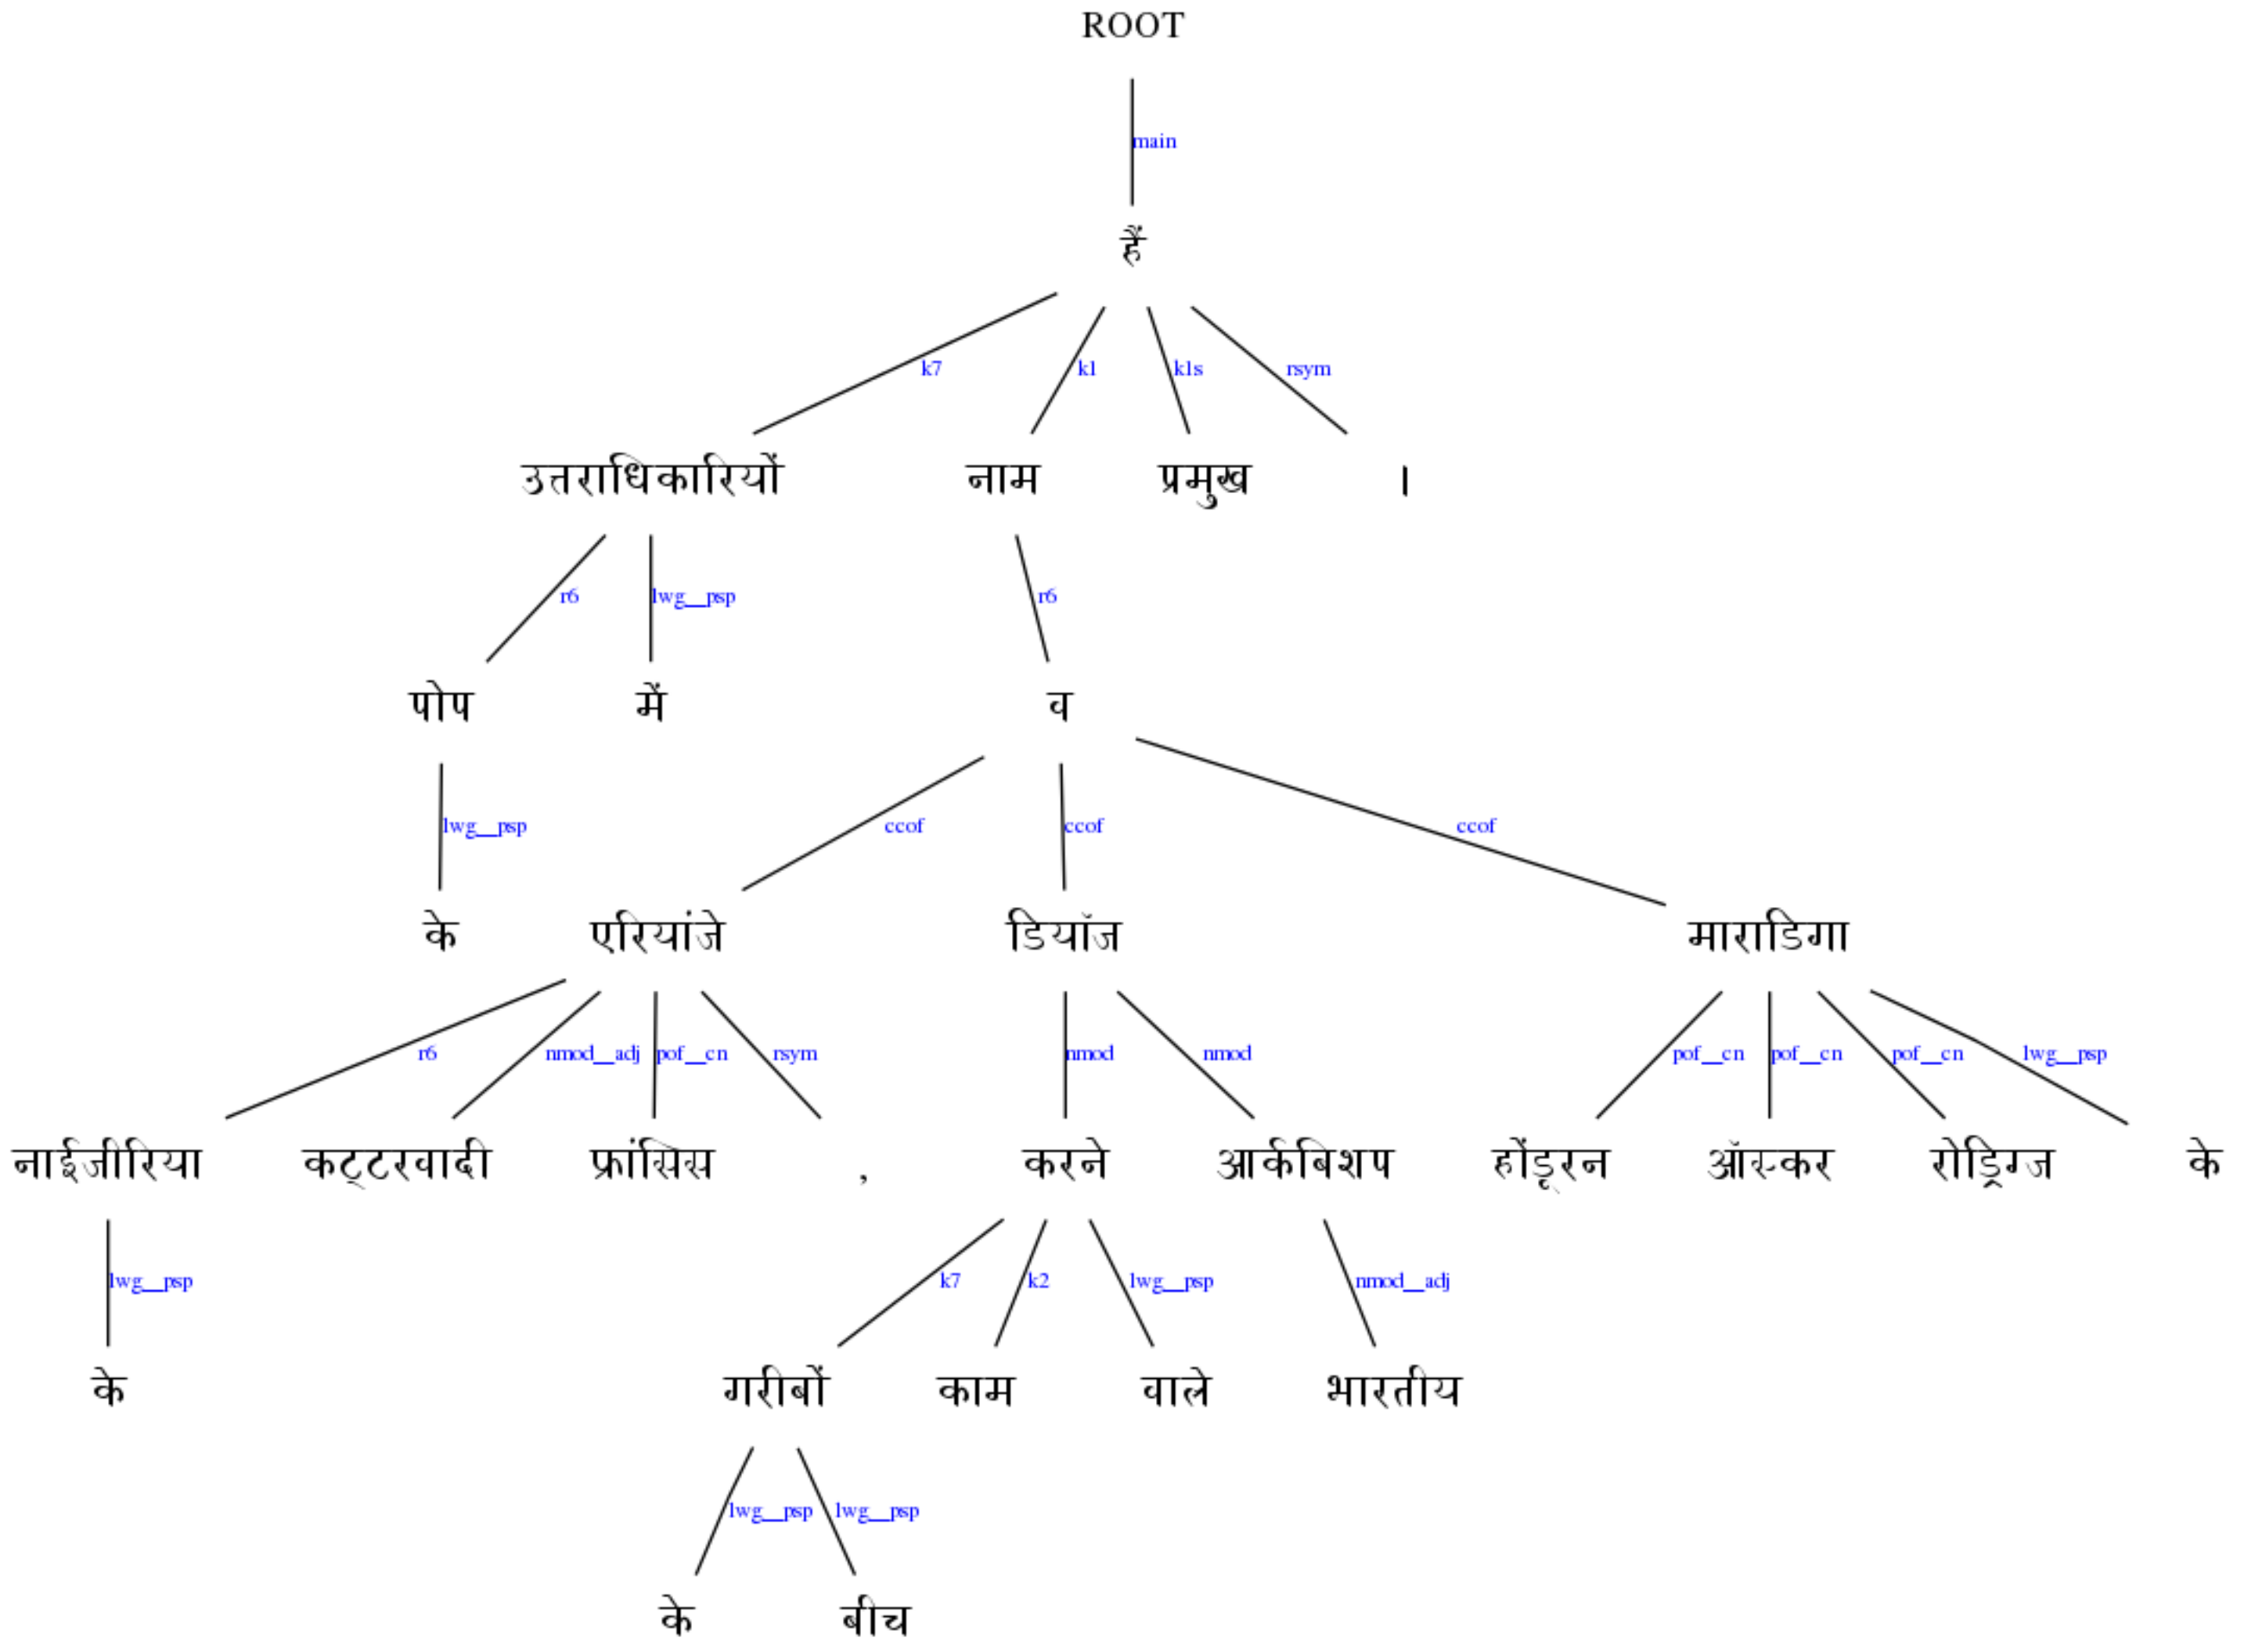 ROOT
main
हैं
k7 k1 k1s rsym
उत्तराधिकारियों नाम प्रमुख ।
r6 lwg__psp r6
पोप में व
lwg__psp ccof ccof ccof
के एरियांजे डियॉज माराडिगा
r6 nmod__adj pof__cn rsym nmod nmod pof__cn pof__cn pof__cn lwg__psp
नाईजीरिया कट्टरवादी फ्रांसिस , करने आर्कबिशप होंडूरन ऑस्कर रोड्रिग्ज के
lwg__psp k7 k2 lwg__psp nmod__adj
के गरीबों काम वाले भारतीय
lwg__psp lwg__psp
के बीच